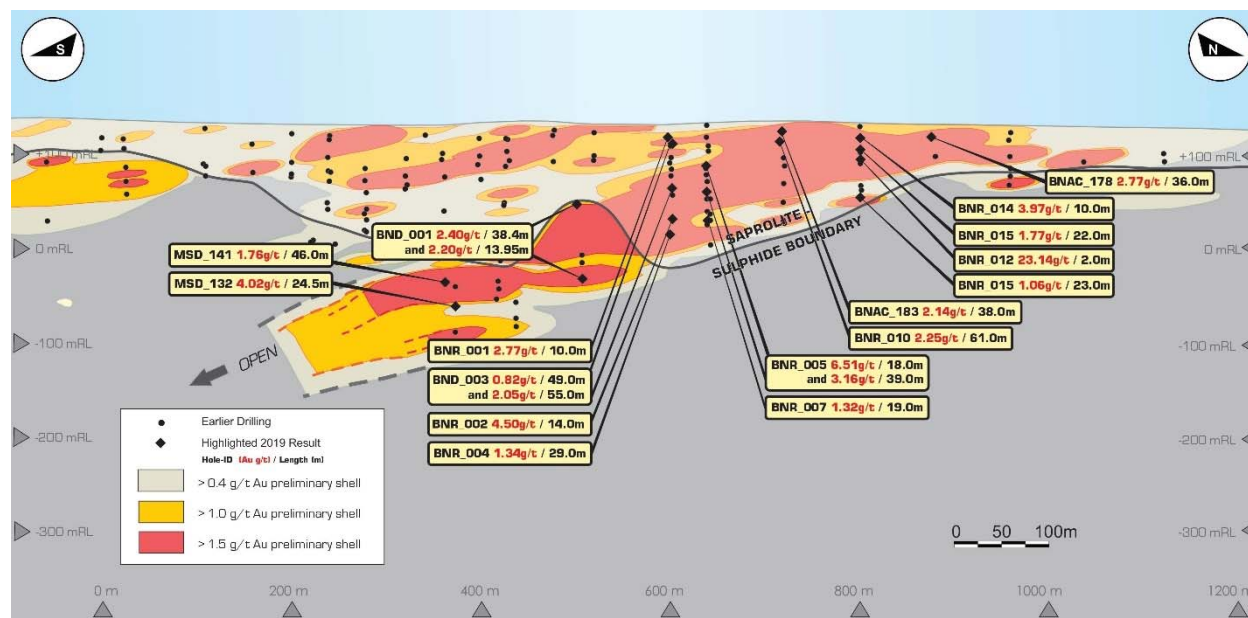 S
N
+100 mRL
+100 mRL
0 mRL
0 mRL
-100 mRL
-100 mRL
-200 mRL
-200 mRL
-300 mRL
-300 mRL
SAPROLITE -
SULPHIDE BOUNDARY
BND_001 2.40g/t / 38.4m
and 2.20g/t / 13.95m
MSD_141 1.76g/t / 46.0m
MSD_132 4.02g/t / 24.5m
OPEN
BNR_001 2.77g/t / 10.0m
BND_003 0.82g/t / 49.0m
and 2.05g/t / 55.0m
BNR_002 4.50g/t / 14.0m
BNR_004 1.34g/t / 29.0m
BNAC_178 2.77g/t / 36.0m
BNR_014 3.97g/t / 10.0m
BNR_015 1.77g/t / 22.0m
BNR_012 23.14g/t / 2.0m
BNR_015 1.06g/t / 23.0m
BNAC_183 2.14g/t / 38.0m
BNR_010 2.25g/t / 61.0m
BNR_005 6.51g/t / 18.0m
and 3.16g/t / 39.0m
BNR_007 1.32g/t / 19.0m
Earlier Drilling
Highlighted 2019 Result
Hole-ID (Au g/t) / Length (m)
> 0.4 g/t Au preliminary shell
> 1.0 g/t Au preliminary shell
> 1.5 g/t Au preliminary shell
0 50 100m
0 m 200 m 400 m 600 m 800 m 1000 m 1200 m